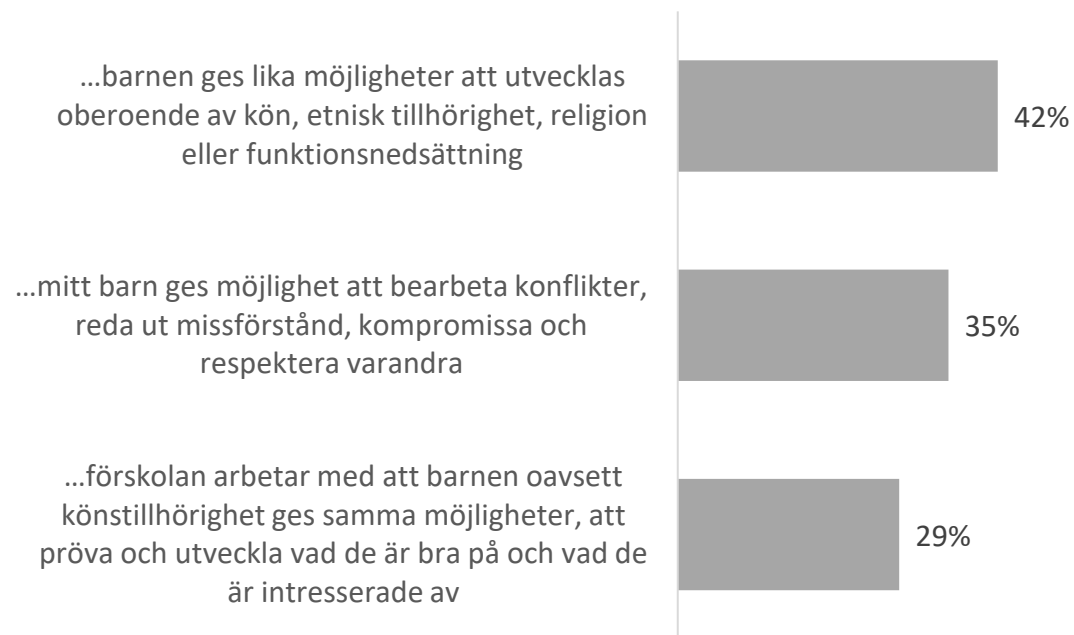 ...barnen ges lika möjligheter att utvecklas
oberoende av kön, etnisk tillhörighet, religion
eller funktionsnedsättning
42%
...mitt barn ges möjlighet att bearbeta konflikter,
reda ut missförstånd, kompromissa och
respektera varandra
35%
...förskolan arbetar med att barnen oavsett
könstillhörighet ges samma möjligheter, att
pröva och utveckla vad de är bra på och vad de
är intresserade av
29%